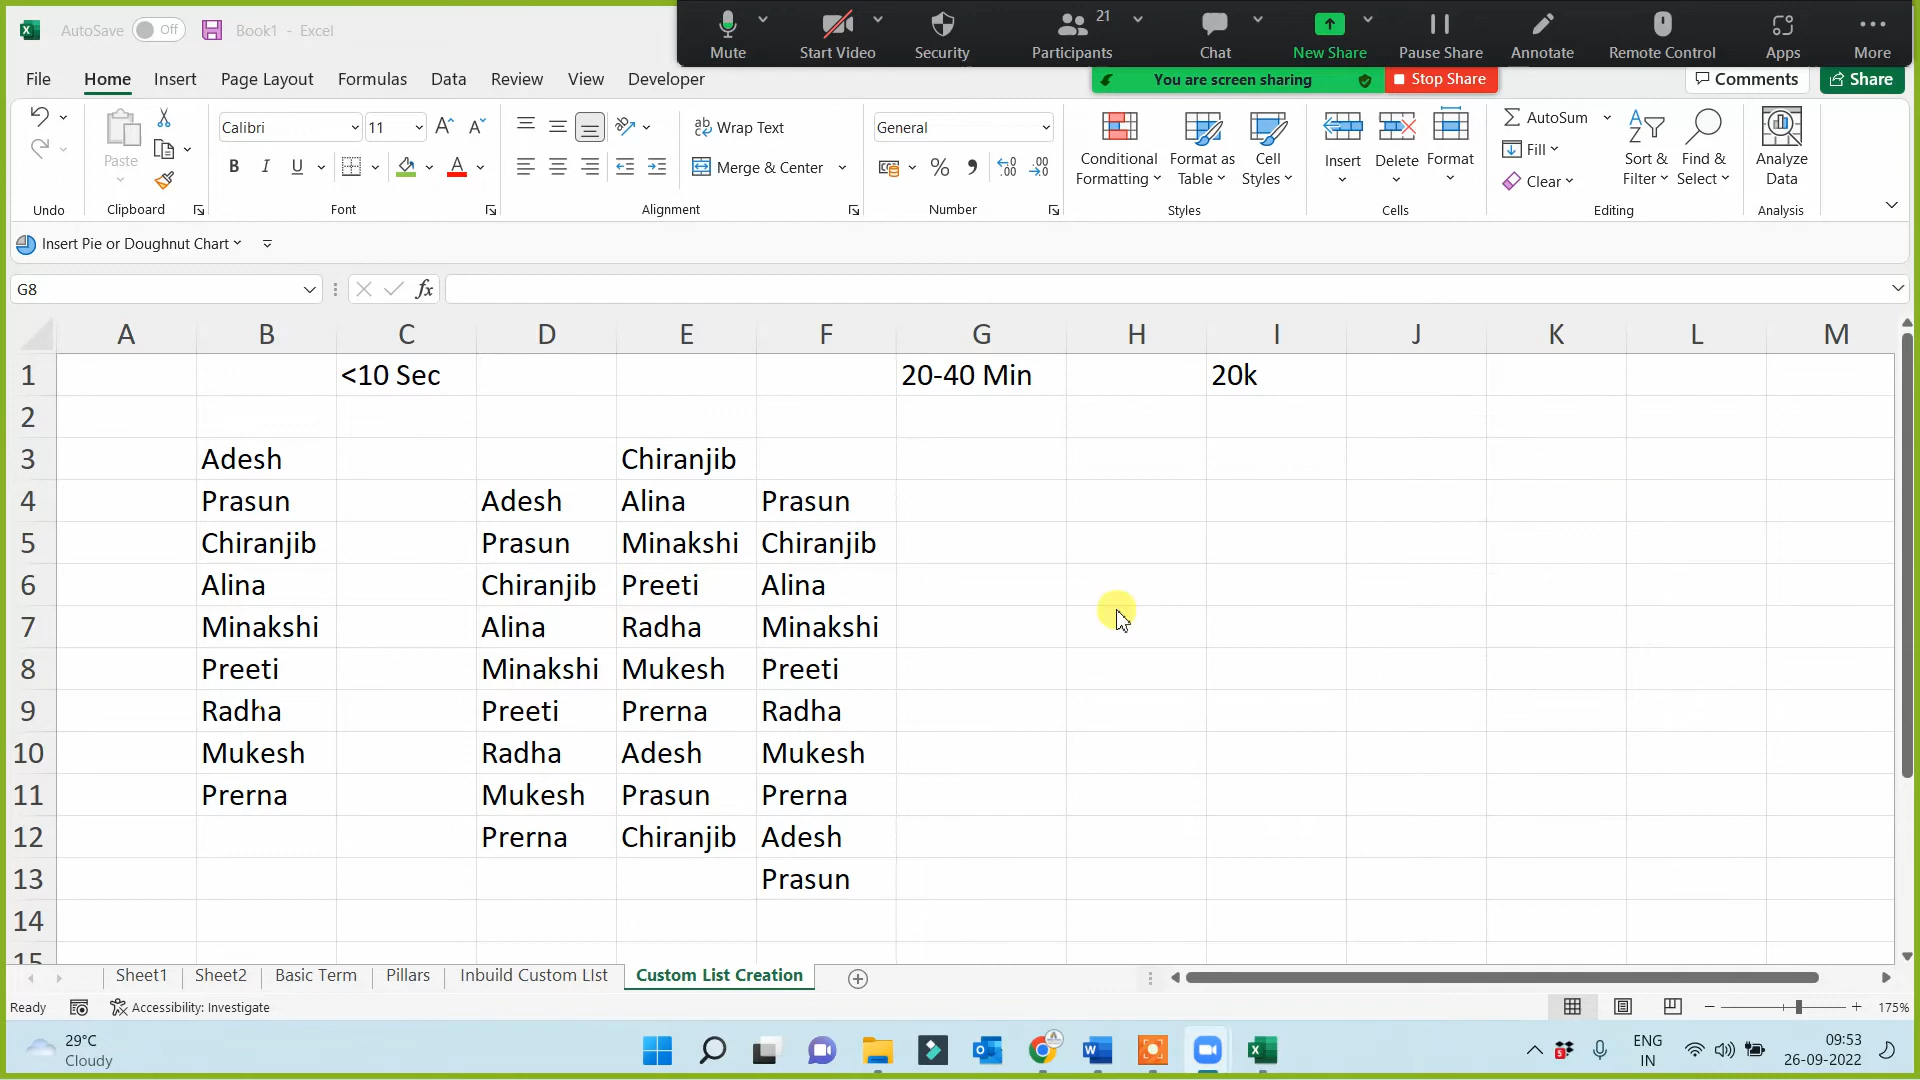 AutoSave Off Book1 - Excel
Mute Start Video Security Participants 21 Chat New Share Pause Share Annotate Remote Control Apps More
You are screen sharing Stop Share
File Home Insert Page Layout Formulas Data Review View Developer Comments Share
Paste Calibri 11 Wrap Text General Conditional Formatting Format as Table Cell Styles Insert Delete Format AutoSum Fill Clear Sort & Filter Find & Select Analyze Data
B I U A Merge & Center % 
Undo Clipboard Font Alignment Number Styles Cells Editing Analysis
Insert Pie or Doughnut Chart
G8 fx
A B C D E F G H I J K L M
1 <10 Sec 20-40 Min 20k
2
3 Adesh Chiranjib
4 Prasun Adesh Alina Prasun
5 Chiranjib Prasun Minakshi Chiranjib
6 Alina Chiranjib Preeti Alina
7 Minakshi Alina Radha Minakshi
8 Preeti Minakshi Mukesh Preeti
9 Radha Preeti Prerna Radha
10 Mukesh Radha Adesh Mukesh
11 Prerna Mukesh Prasun Prerna
12 Prerna Chiranjib Adesh
13 Prasun
14
15
Sheet1 Sheet2 Basic Term Pillars Inbuild Custom LIst Custom List Creation
Ready Accessibility: Investigate 175%
29°C
Cloudy
ENG
IN
09:53
26-09-2022